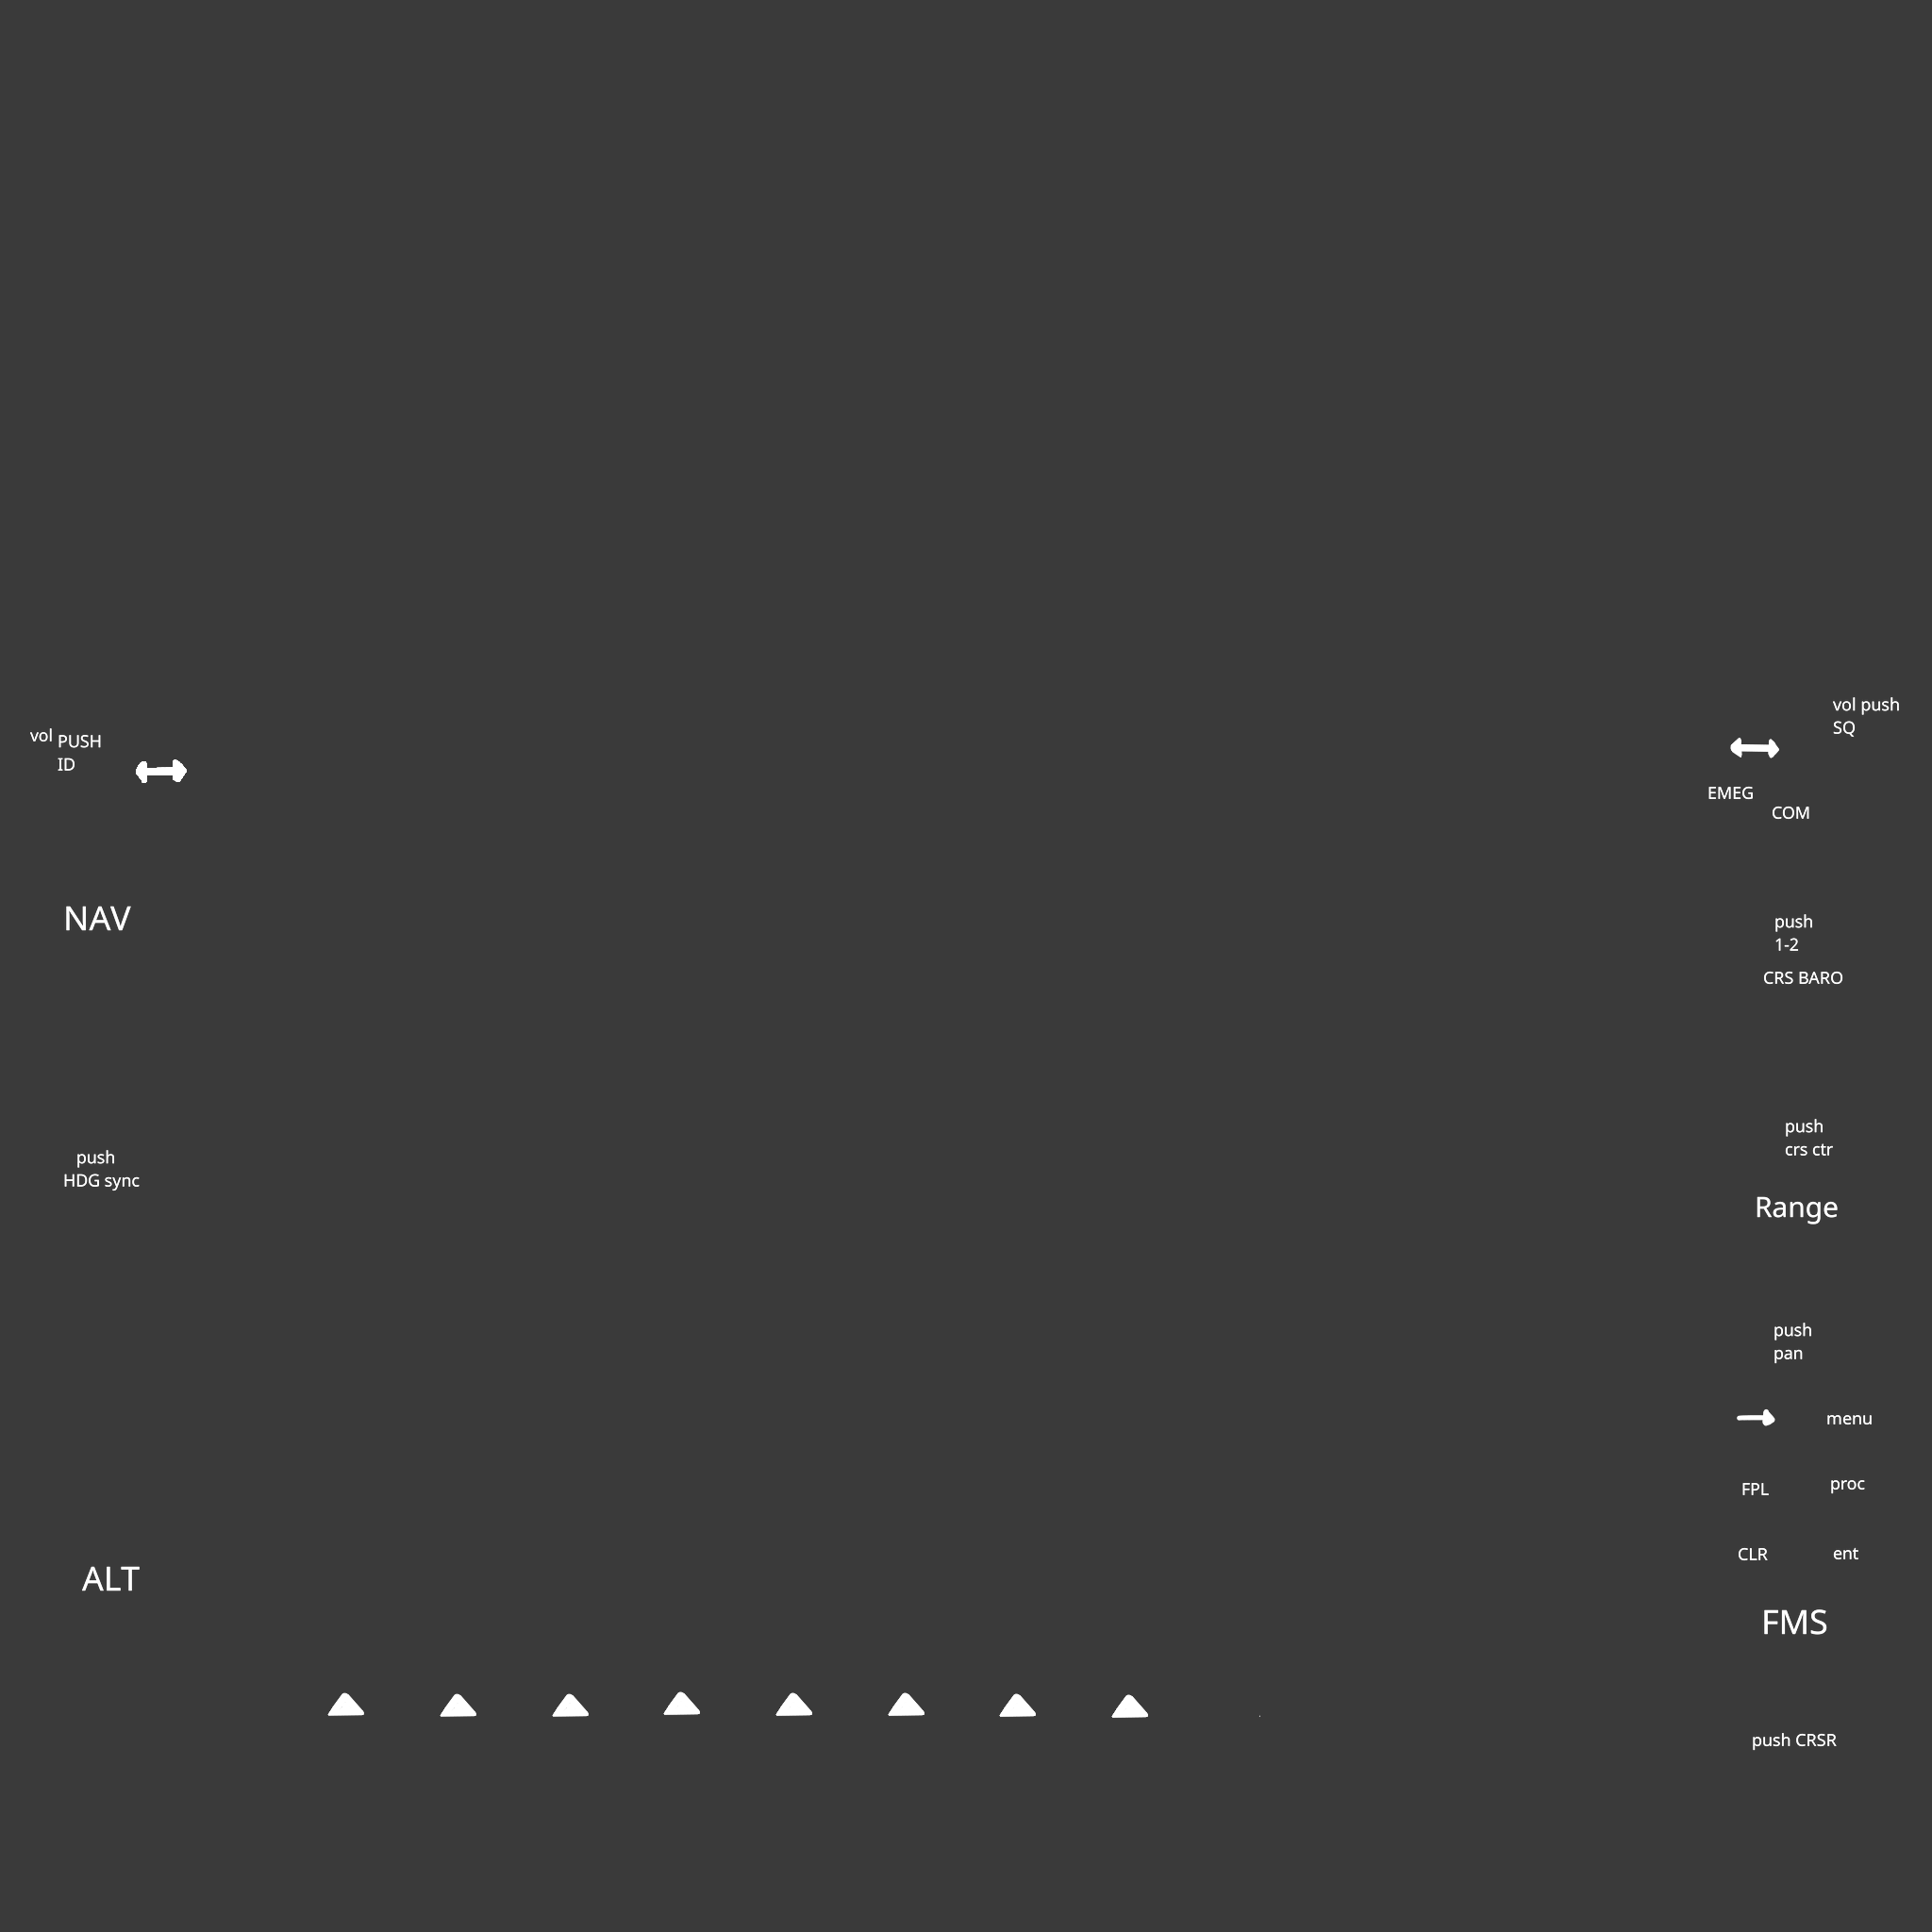 vol push
SQ
vol
PUSH
ID
EMEG
COM
NAV
push
1-2
CRS BARO
push
crs ctr
push
HDG sync
Range
push
pan
menu
FPL
proc
CLR
ent
ALT
FMS
push CRSR